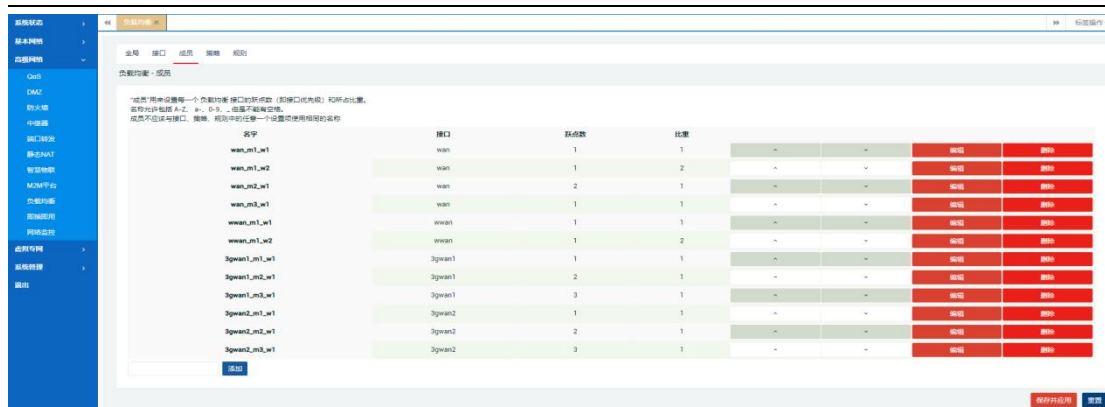 系统状态
负载均衡
标签操作
基本网络
高级网络
QoS
DMZ
防火墙
中继器
端口转发
静态NAT
智慧物联
M2M平台
负载均衡
即插即用
网络监控
虚拟专网
系统管理
退出
全局 接口 成员 策略 规则
负载均衡 - 成员
"成员"用来设置每一个 负载均衡 接口的跃点数（即接口优先级）和所占比重。
名称允许包括 A-Z、 a-、0-9、_ 但是不能有空格。
成员不应该与接口、策略、规则中的任意一个设置项使用相同的名称
名字 接口 跃点数 比重
wan_m1_w1 wan 1 1 编辑 删除
wan_m1_w2 wan 1 2 编辑 删除
wan_m2_w1 wan 2 1 编辑 删除
wan_m3_w1 wan 1 1 编辑 删除
wwan_m1_w1 wwan 1 1 编辑 删除
wwan_m1_w2 wwan 1 2 编辑 删除
3gwan1_m1_w1 3gwan1 1 1 编辑 删除
3gwan1_m2_w1 3gwan1 2 1 编辑 删除
3gwan1_m3_w1 3gwan1 3 1 编辑 删除
3gwan2_m1_w1 3gwan2 1 1 编辑 删除
3gwan2_m2_w1 3gwan2 2 1 编辑 删除
3gwan2_m3_w1 3gwan2 3 1 编辑 删除
添加
保存并应用 重置